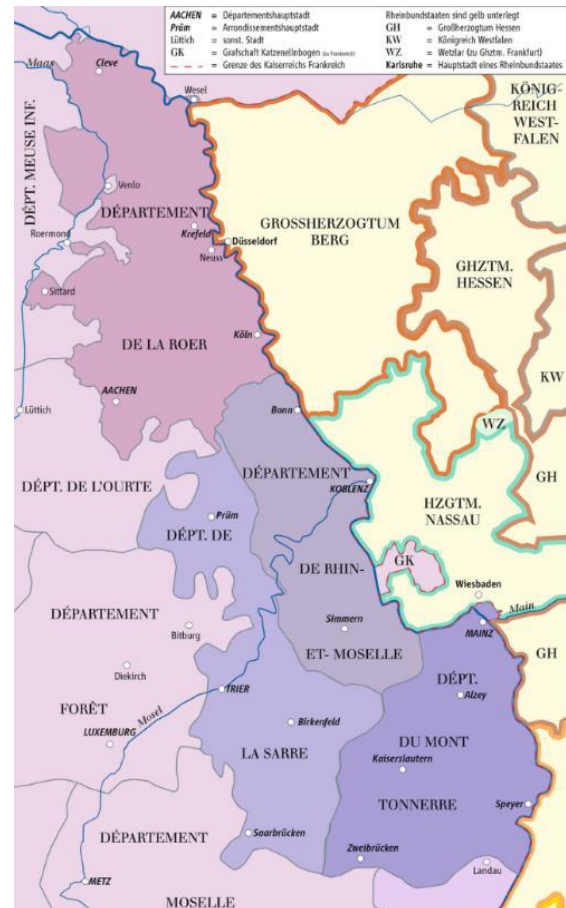 AACHEN = Départementshauptstadt
Prüm = Arrondissementshauptstadt
Lüttich = sonst. Stadt
GK = Grafschaft Katzenellnbogen (zu Frankreich)
= Grenze des Kaiserreichs Frankreich
Rheinbundstaaten sind gelb unterlegt
GH = Großherzogtum Hessen
KW = Königreich Westfalen
WZ = Wetzlar (zu Ghztm. Frankfurt)
Karlsruhe = Hauptstadt eines Rheinbundstaates
Maas
Cleve
Wesel
KÖNIG-
REICH
WEST-
FALEN
DÉPT. MEUSE INF.
Venlo
DÉPARTEMENT
GROSSHERZOGTUM
BERG
Roermond
Krefeld
Düsseldorf
Neuss
GHZTM.
HESSEN
Sittard
Köln
DE LA ROER
KW
AACHEN
Lüttich
Bonn
WZ
DÉPARTEMENT
GH
DÉPT. DE L'OURTE
KOBLENZ
HZGTM.
NASSAU
Prüm
DÉPT. DE
GK
DE RHIN-
Wiesbaden
Main
DÉPARTEMENT
Bitburg
Simmern
MAINZ
ET- MOSELLE
GH
Diekirch
DÉPT.
TRIER
Alzey
FORÊT
Mosel
LUXEMBURG
Birkenfeld
LA SARRE
DU MONT
Kaiserslautern
TONNERRE
Speyer
DÉPARTEMENT
Saarbrücken
Zweibrücken
Landau
METZ
MOSELLE